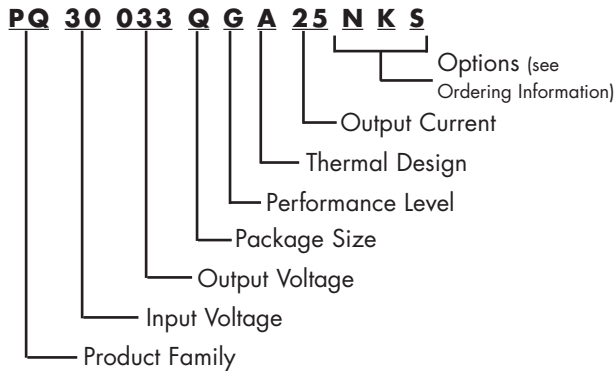 PQ 30 033 Q G A 25 N K S
Options (see
Ordering Information)
Output Current
Thermal Design
Performance Level
Package Size
Output Voltage
Input Voltage
Product Family